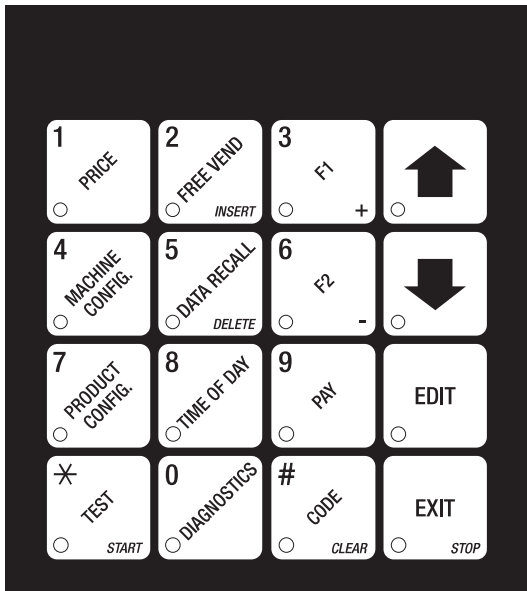 1
PRICE
2
FREE VEND
INSERT
3
F1
+
4
MACHINE
CONFIG.
5
DATA RECALL
DELETE
6
F2
-
7
PRODUCT
CONFIG.
8
TIME OF DAY
9
PAY
EDIT
*
TEST
START
0
DIAGNOSTICS
#
CODE
CLEAR
EXIT
STOP